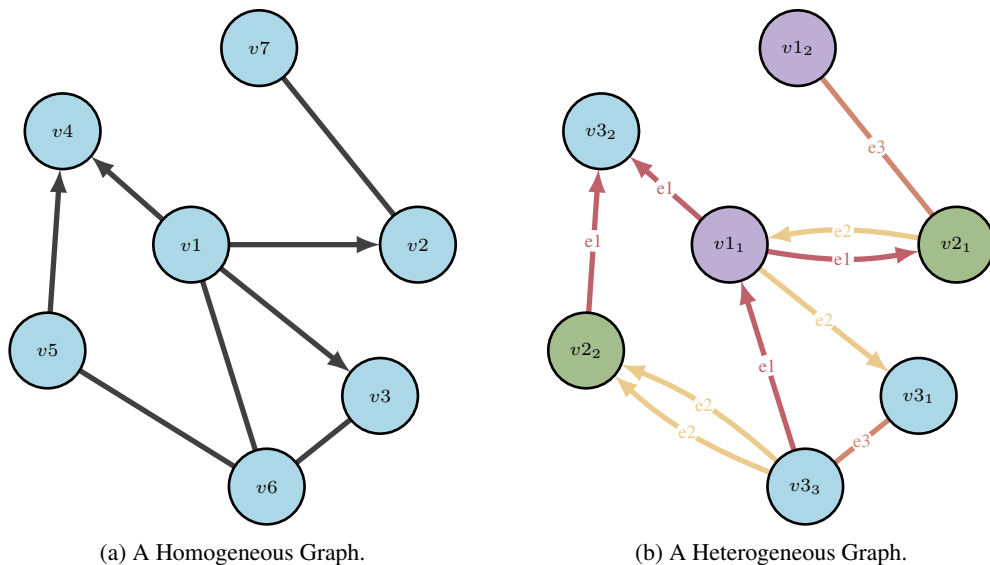 v7
v4
v1
v2
v5
v3
v6
(a) A Homogeneous Graph.
v1₂
v3₂
e3
e1
v1₁
e2
v2₁
e1
e1
e2
v2₂
e1
v3₁
e2
e2
e3
v3₃
(b) A Heterogeneous Graph.